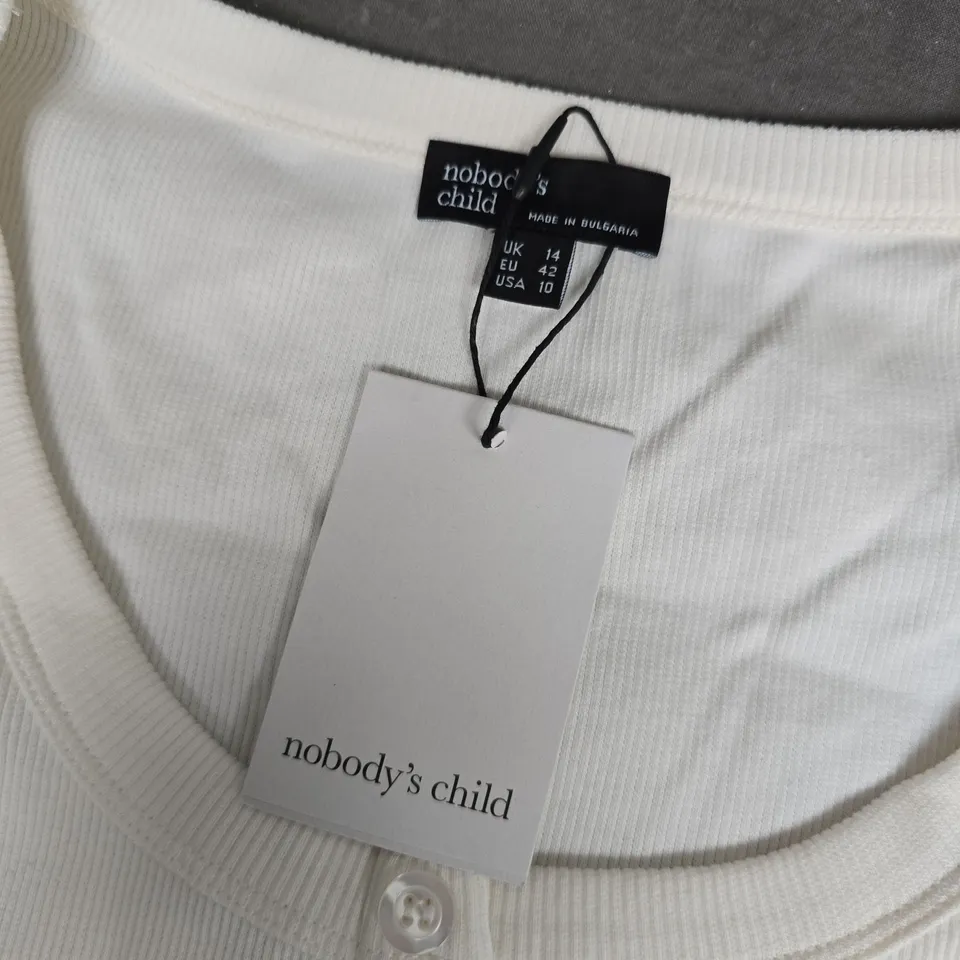 nobody's
child
MADE IN BULGARIA
UK 14
EU 42
USA 10
nobody's child